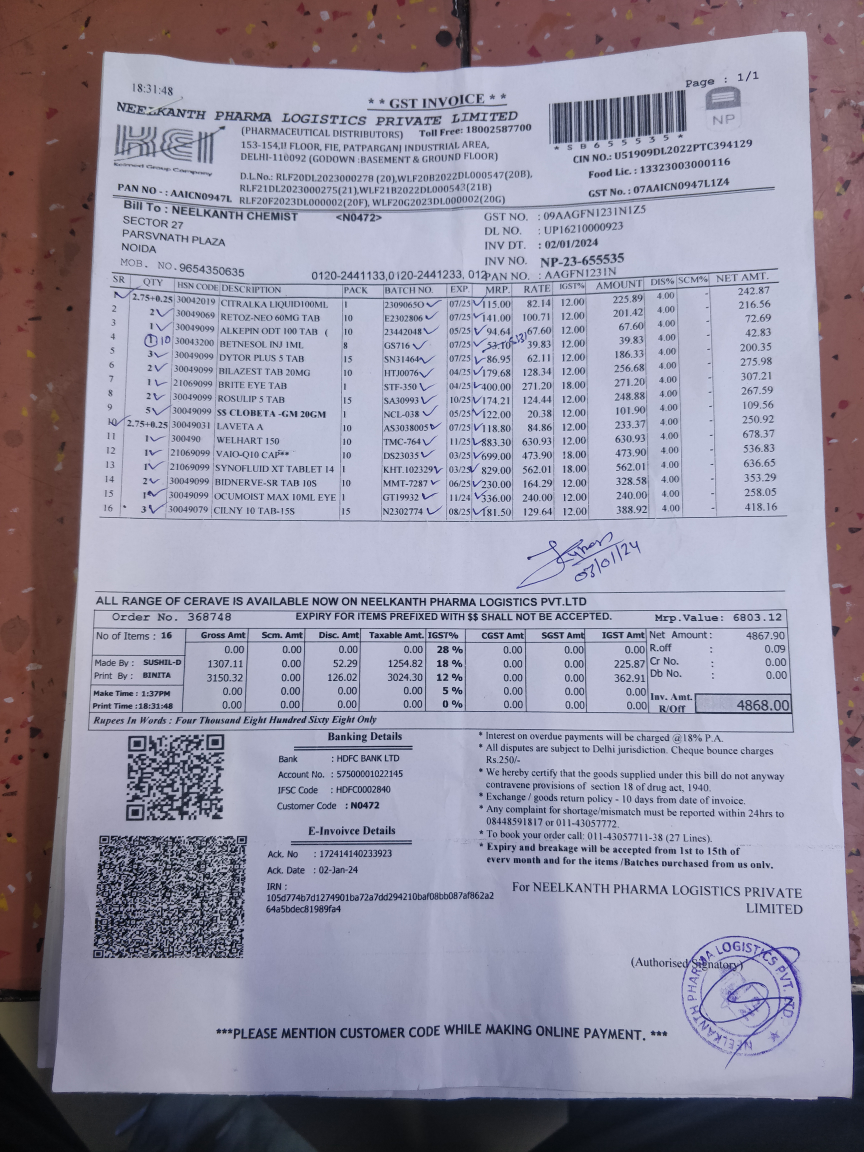 18:31:48
* * GST INVOICE * *
Page : 1/1
NEELKANTH PHARMA LOGISTICS PRIVATE LIMITED
(PHARMACEUTICAL DISTRIBUTORS) Toll Free: 18002587700
153-154,II FLOOR, FIE, PATPARGANJ INDUSTRIAL AREA,
DELHI-110092 (GODOWN :BASEMENT & GROUND FLOOR)
KEI
Group Company
NP
* S B 6 5 5 5 3 5 *
CIN NO.: U51909DL2022PTC394129
Food Lic. : 13323003000116
GST No. : 07AAICN0947L1Z4
D.L.No.: RLF20DL2023000278 (20),WLF20B2022DL000547(20B),
RLF21DL2023000275(21),WLF21B2022DL000543(21B)
RLF20F2023DL000002(20F), WLF20G2023DL000002(20G)
PAN NO - : AAICN0947L
Bill To : NEELKANTH CHEMIST <N0472>
SECTOR 27
PARSVNATH PLAZA
NOIDA
MOB. NO. 9654350635
0120-2441133,0120-2441233, 012
GST NO. : 09AAGFN1231N1Z5
DL NO. : UP16210000923
INV DT. : 02/01/2024
INV NO. NP-23-655535
PAN NO. : AAGFN1231N
SR QTY HSN CODE DESCRIPTION PACK BATCH NO. EXP. MRP. RATE IGST% AMOUNT DIS% SCM% NET AMT.
1 2.75+0.25 30042019 CITRALKA LIQUID100ML 1 2309065O 07/25 115.00 82.14 12.00 225.89 4.00 - 242.87
2 2 30049069 RETOZ-NEO 60MG TAB 10 E2302806 07/25 141.00 100.71 12.00 201.42 4.00 - 216.56
3 1 30049099 ALKEPIN ODT 100 TAB ( 10 23442048 05/25 94.64 67.60 12.00 67.60 4.00 - 72.69
4 1 10 30043200 BETNESOL INJ 1ML 8 GS716 07/25 53.10 39.83 12.00 39.83 4.00 - 42.83
5 3 30049099 DYTOR PLUS 5 TAB 15 SN31464 07/25 86.95 62.11 12.00 186.33 4.00 - 200.35
6 2 30049099 BILAZEST TAB 20MG 10 HTJ0076 04/25 179.68 128.34 12.00 256.68 4.00 - 275.98
7 1 21069099 BRITE EYE TAB 1 STF-350 04/25 400.00 271.20 18.00 271.20 4.00 - 307.21
8 2 30049099 ROSULIP 5 TAB 15 SA30993 10/25 174.21 124.44 12.00 248.88 4.00 - 267.59
9 5 30049099 $$ CLOBETA -GM 20GM 1 NCL-038 05/25 122.00 20.38 12.00 101.90 4.00 - 109.56
10 2.75+0.25 30049031 LAVETA A 10 AS3038005 07/25 118.80 84.86 12.00 233.37 4.00 - 250.92
11 1 300490 WELHART 150 10 TMC-764 11/25 883.30 630.93 12.00 630.93 4.00 - 678.37
12 1 21069099 VAIO-Q10 CAP** 10 DS23035 03/25 699.00 473.90 18.00 473.90 4.00 - 536.83
13 1 21069099 SYNOFLUID XT TABLET 14 1 KHT.102329 03/25 829.00 562.01 18.00 562.01 4.00 - 636.65
14 2 30049099 BIDNERVE-SR TAB 10S 10 MMT-7287 06/25 230.00 164.29 12.00 328.58 4.00 - 353.29
15 1 30049099 OCUMOIST MAX 10ML EYE 1 GT19932 11/24 336.00 240.00 12.00 240.00 4.00 - 258.05
16 * 3 30049079 CILNY 10 TAB-15S 15 N2302774 08/25 181.50 129.64 12.00 388.92 4.00 - 418.16
03/01/24
ALL RANGE OF CERAVE IS AVAILABLE NOW ON NEELKANTH PHARMA LOGISTICS PVT.LTD
Order No. 368748 EXPIRY FOR ITEMS PREFIXED WITH $$ SHALL NOT BE ACCEPTED. Mrp.Value: 6803.12
No of Items : 16 Gross Amt Scm. Amt Disc. Amt Taxable Amt. IGST% CGST Amt SGST Amt IGST Amt Net Amount: 4867.90
0.00 0.00 0.00 0.00 28 % 0.00 0.00 0.00 R.off : 0.09
Made By : SUSHIL-D 1307.11 0.00 52.29 1254.82 18 % 0.00 0.00 225.87 Cr No. : 0.00
Print By : BINITA 3150.32 0.00 126.02 3024.30 12 % 0.00 0.00 362.91 Db No. : 0.00
Make Time : 1:37PM 0.00 0.00 0.00 0.00 5 % 0.00 0.00 0.00 Inv. Amt.
Print Time :18:31:48 0.00 0.00 0.00 0.00 0 % 0.00 0.00 0.00 R/Off 4868.00
Rupees In Words : Four Thousand Eight Hundred Sixty Eight Only
Banking Details
Bank : HDFC BANK LTD
Account No. : 57500001022145
IFSC Code : HDFC0002840
Customer Code : N0472
E-Invoivce Details
Ack. No : 172414140233923
Ack. Date : 02-Jan-24
IRN :
105d774b7d1274901ba72a7dd294210baf08bb087af862a2
64a5bdec81989fa4
* Interest on overdue payments will be charged @18% P.A.
* All disputes are subject to Delhi jurisdiction. Cheque bounce charges
Rs.250/-
* We hereby certify that the goods supplied under this bill do not anyway
contravene provisions of section 18 of drug act, 1940.
* Exchange / goods return policy - 10 days from date of invoice.
* Any complaint for shortage/mismatch must be reported within 24hrs to
08448591817 or 011-43057772.
* To book your order call: 011-43057711-38 (27 Lines).
* Expiry and breakage will be accepted from 1st to 15th of
every month and for the items /Batches purchased from us only.
For NEELKANTH PHARMA LOGISTICS PRIVATE
LIMITED
(Authorised Signatory)
NEELKANTH PHARMA LOGISTICS PVT. LTD.
***PLEASE MENTION CUSTOMER CODE WHILE MAKING ONLINE PAYMENT. ***